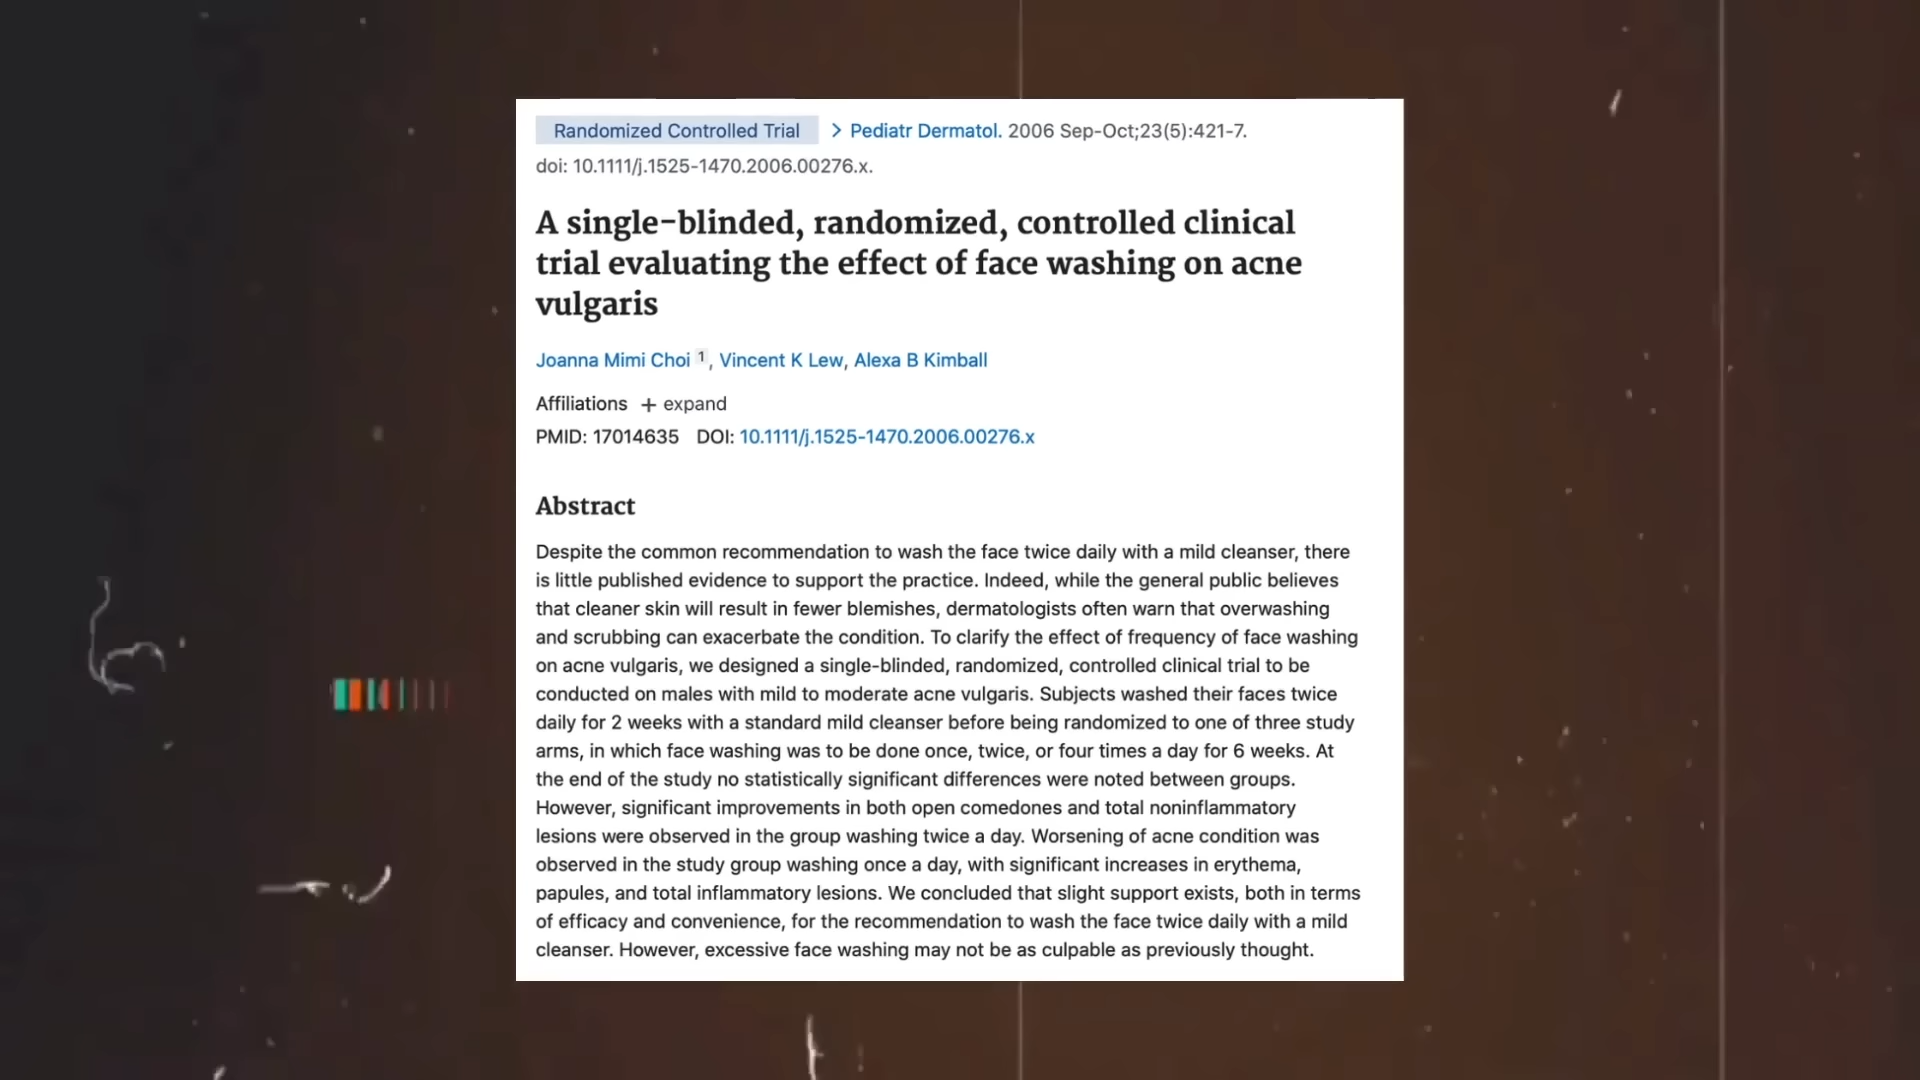 Randomized Controlled Trial > Pediatr Dermatol. 2006 Sep-Oct;23(5):421-7.
doi: 10.1111/j.1525-1470.2006.00276.x.
A single-blinded, randomized, controlled clinical
trial evaluating the effect of face washing on acne
vulgaris
Joanna Mimi Choi 1, Vincent K Lew, Alexa B Kimball
Affiliations + expand
PMID: 17014635 DOI: 10.1111/j.1525-1470.2006.00276.x
Abstract
Despite the common recommendation to wash the face twice daily with a mild cleanser, there
is little published evidence to support the practice. Indeed, while the general public believes
that cleaner skin will result in fewer blemishes, dermatologists often warn that overwashing
and scrubbing can exacerbate the condition. To clarify the effect of frequency of face washing
on acne vulgaris, we designed a single-blinded, randomized, controlled clinical trial to be
conducted on males with mild to moderate acne vulgaris. Subjects washed their faces twice
daily for 2 weeks with a standard mild cleanser before being randomized to one of three study
arms, in which face washing was to be done once, twice, or four times a day for 6 weeks. At
the end of the study no statistically significant differences were noted between groups.
However, significant improvements in both open comedones and total noninflammatory
lesions were observed in the group washing twice a day. Worsening of acne condition was
observed in the study group washing once a day, with significant increases in erythema,
papules, and total inflammatory lesions. We concluded that slight support exists, both in terms
of efficacy and convenience, for the recommendation to wash the face twice daily with a mild
cleanser. However, excessive face washing may not be as culpable as previously thought.